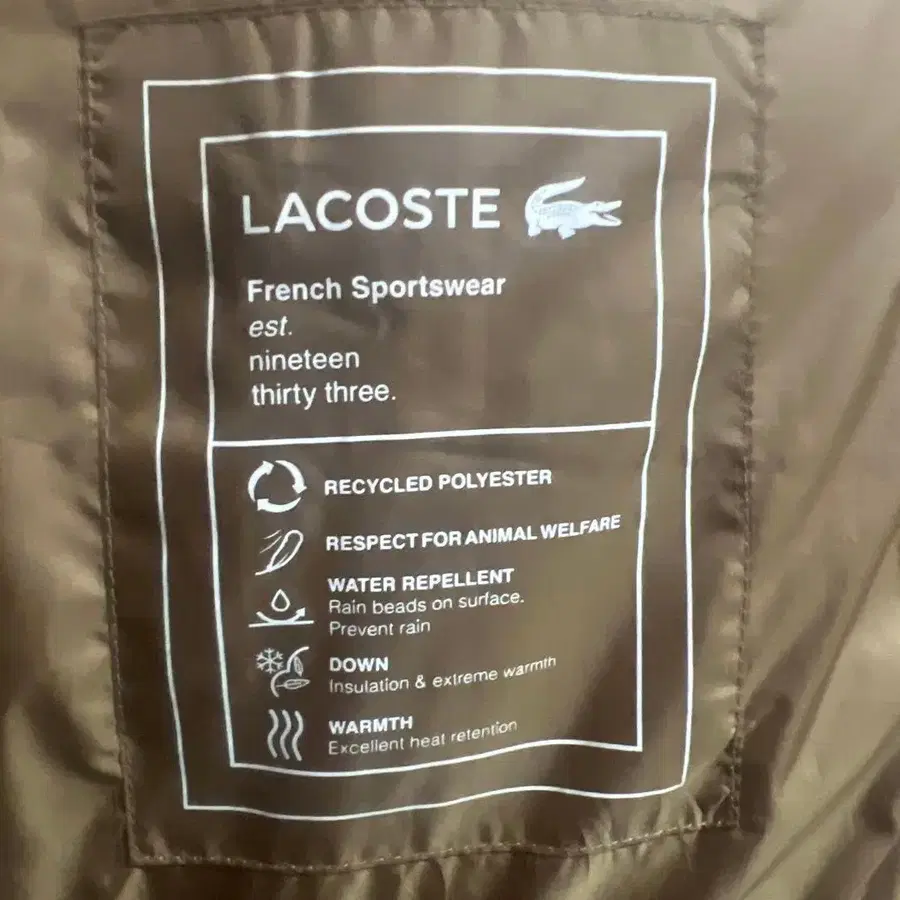 LACOSTE
French Sportswear
est.
nineteen
thirty three.
RECYCLED POLYESTER
RESPECT FOR ANIMAL WELFARE
WATER REPELLENT
Rain beads on surface.
Prevent rain
DOWN
Insulation & extreme warmth
WARMTH
Excellent heat retention